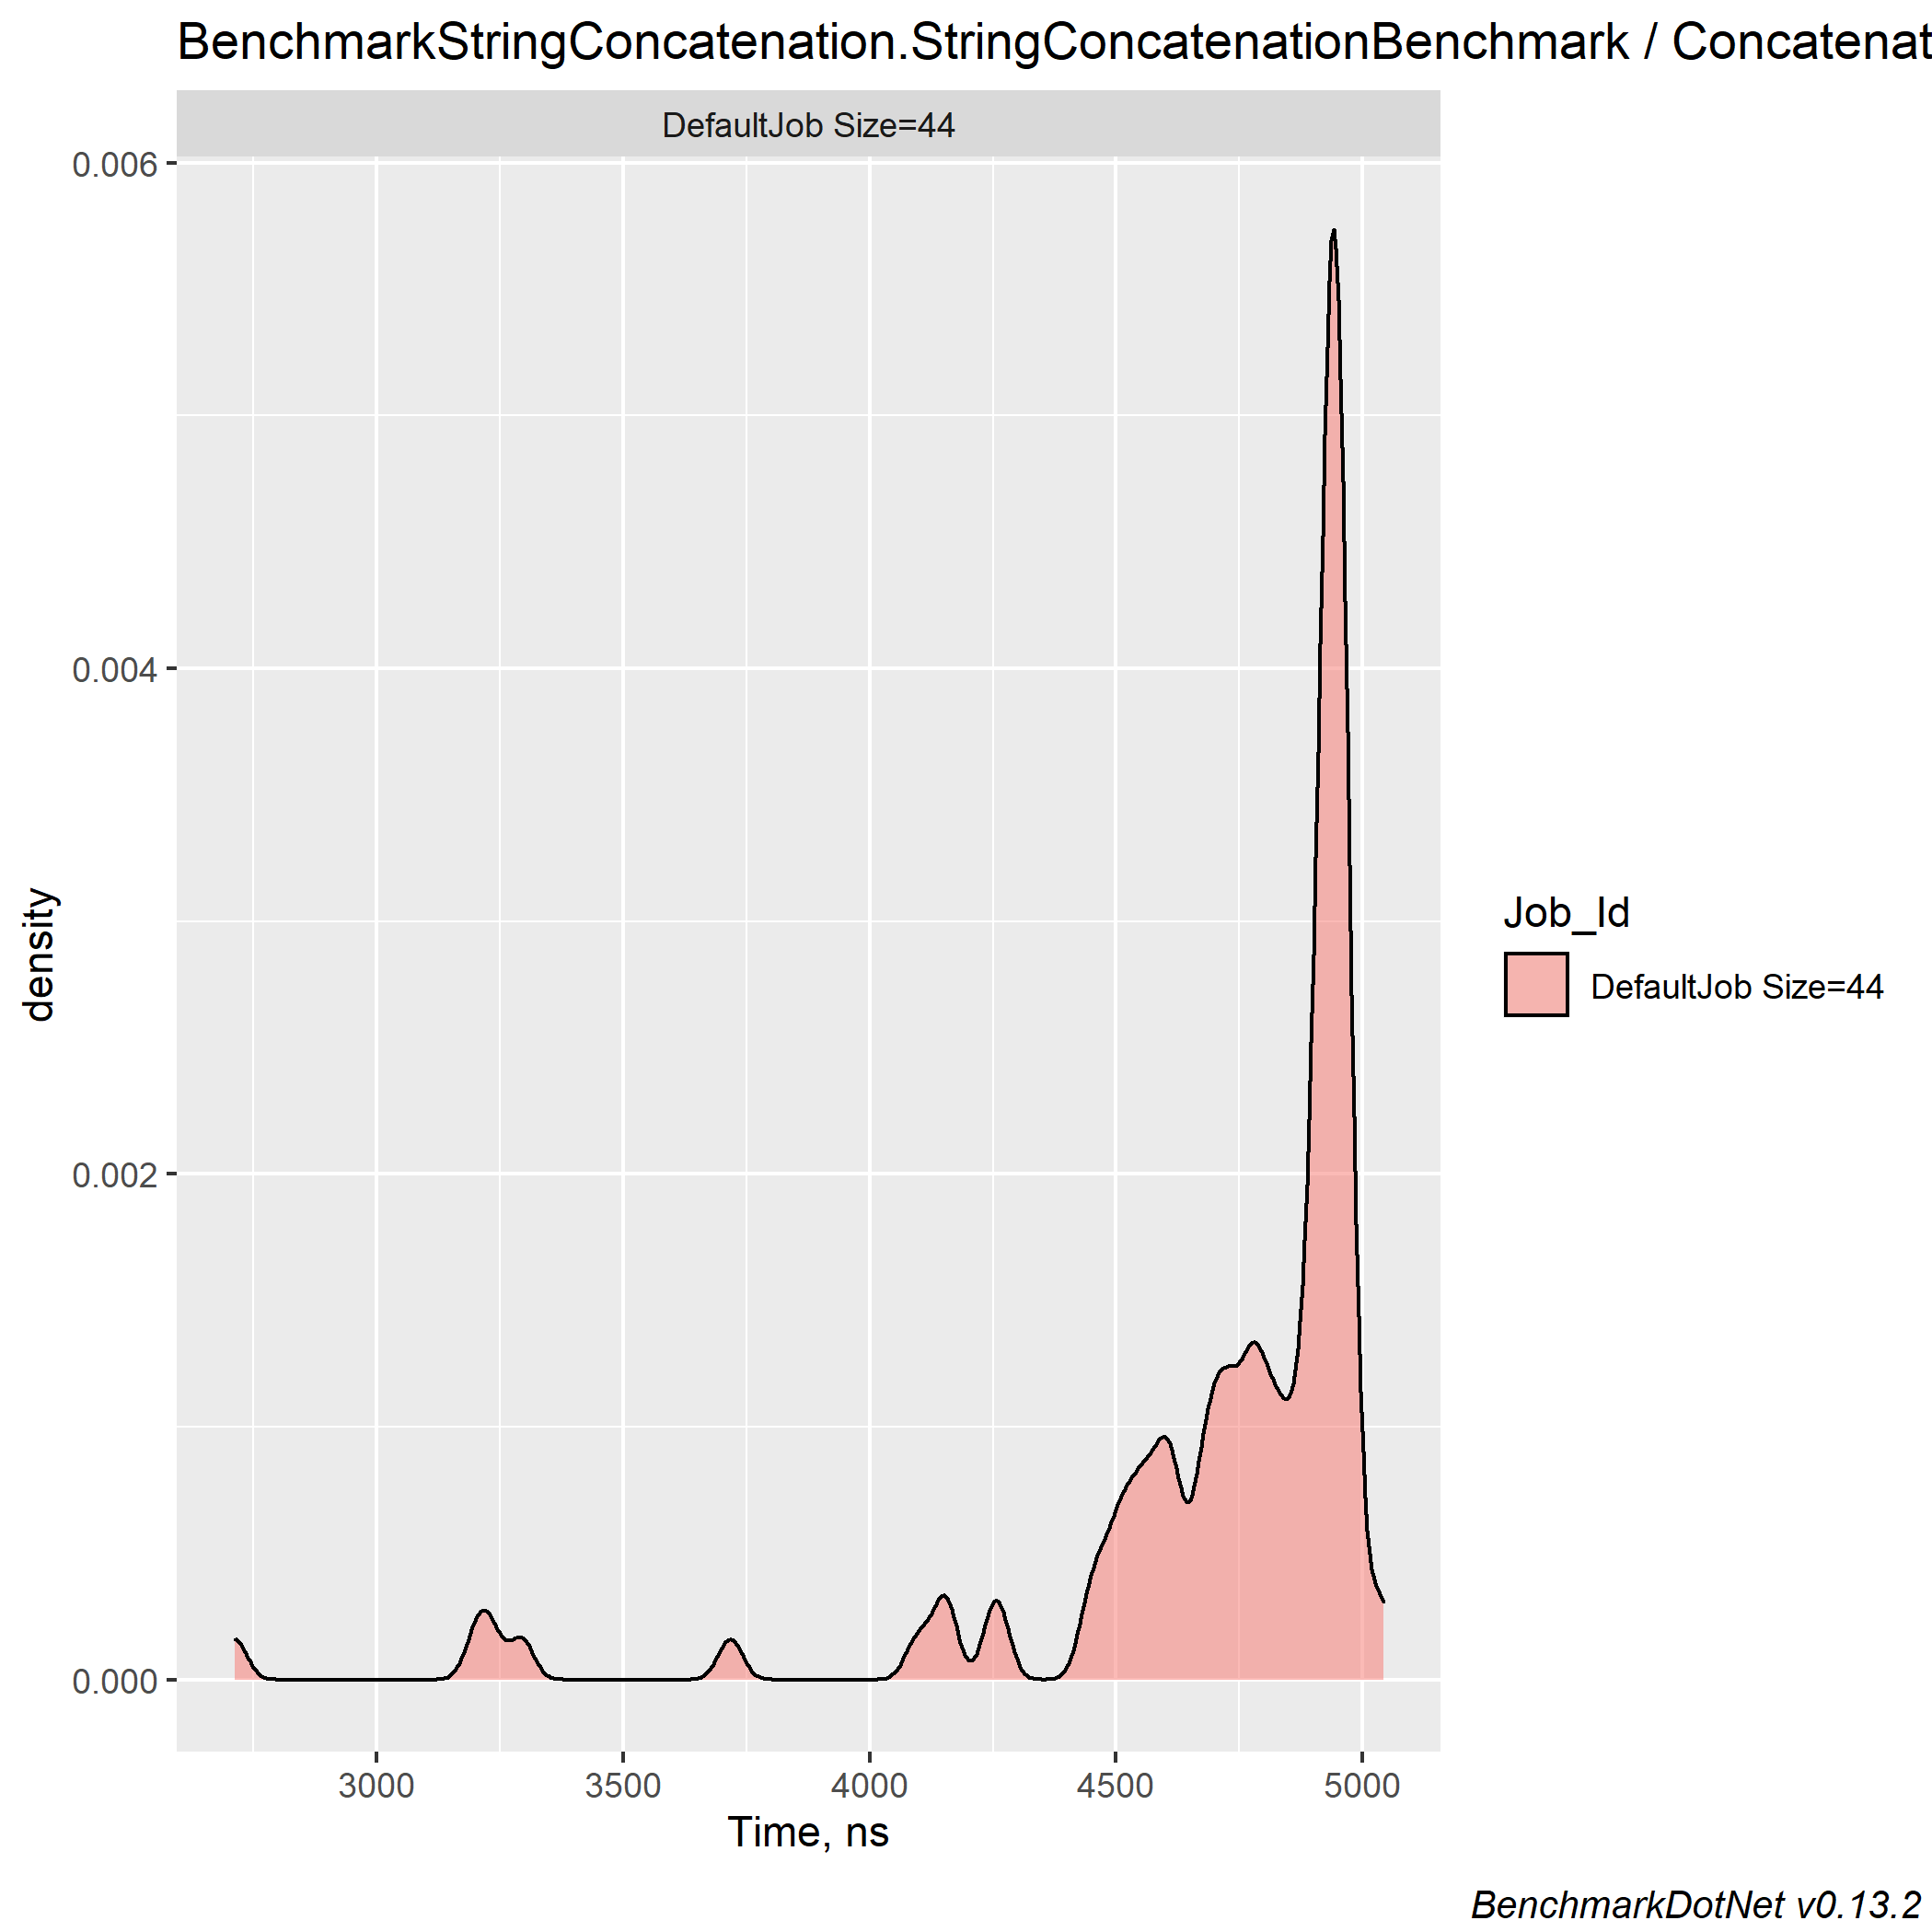 BenchmarkStringConcatenation.StringConcatenationBenchmark / Concatenat
DefaultJob Size=44
0.006
0.004
0.002
0.000
density
3000 3500 4000 4500 5000
Time, ns
Job_Id
DefaultJob Size=44
BenchmarkDotNet v0.13.2